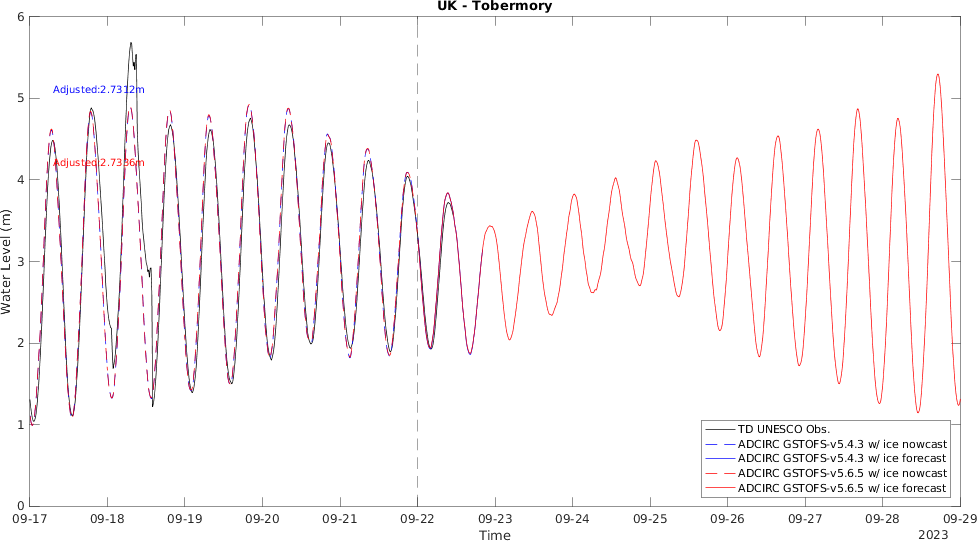 UK - Tobermory
6
5
4
3
2
1
0
Water Level (m)
Adjusted:2.7312m
Adjusted:2.7336m
TD UNESCO Obs.
ADCIRC GSTOFS-v5.4.3 w/ ice nowcast
ADCIRC GSTOFS-v5.4.3 w/ ice forecast
ADCIRC GSTOFS-v5.6.5 w/ ice nowcast
ADCIRC GSTOFS-v5.6.5 w/ ice forecast
09-17 09-18 09-19 09-20 09-21 09-22 09-23 09-24 09-25 09-26 09-27 09-28 09-29
Time
2023